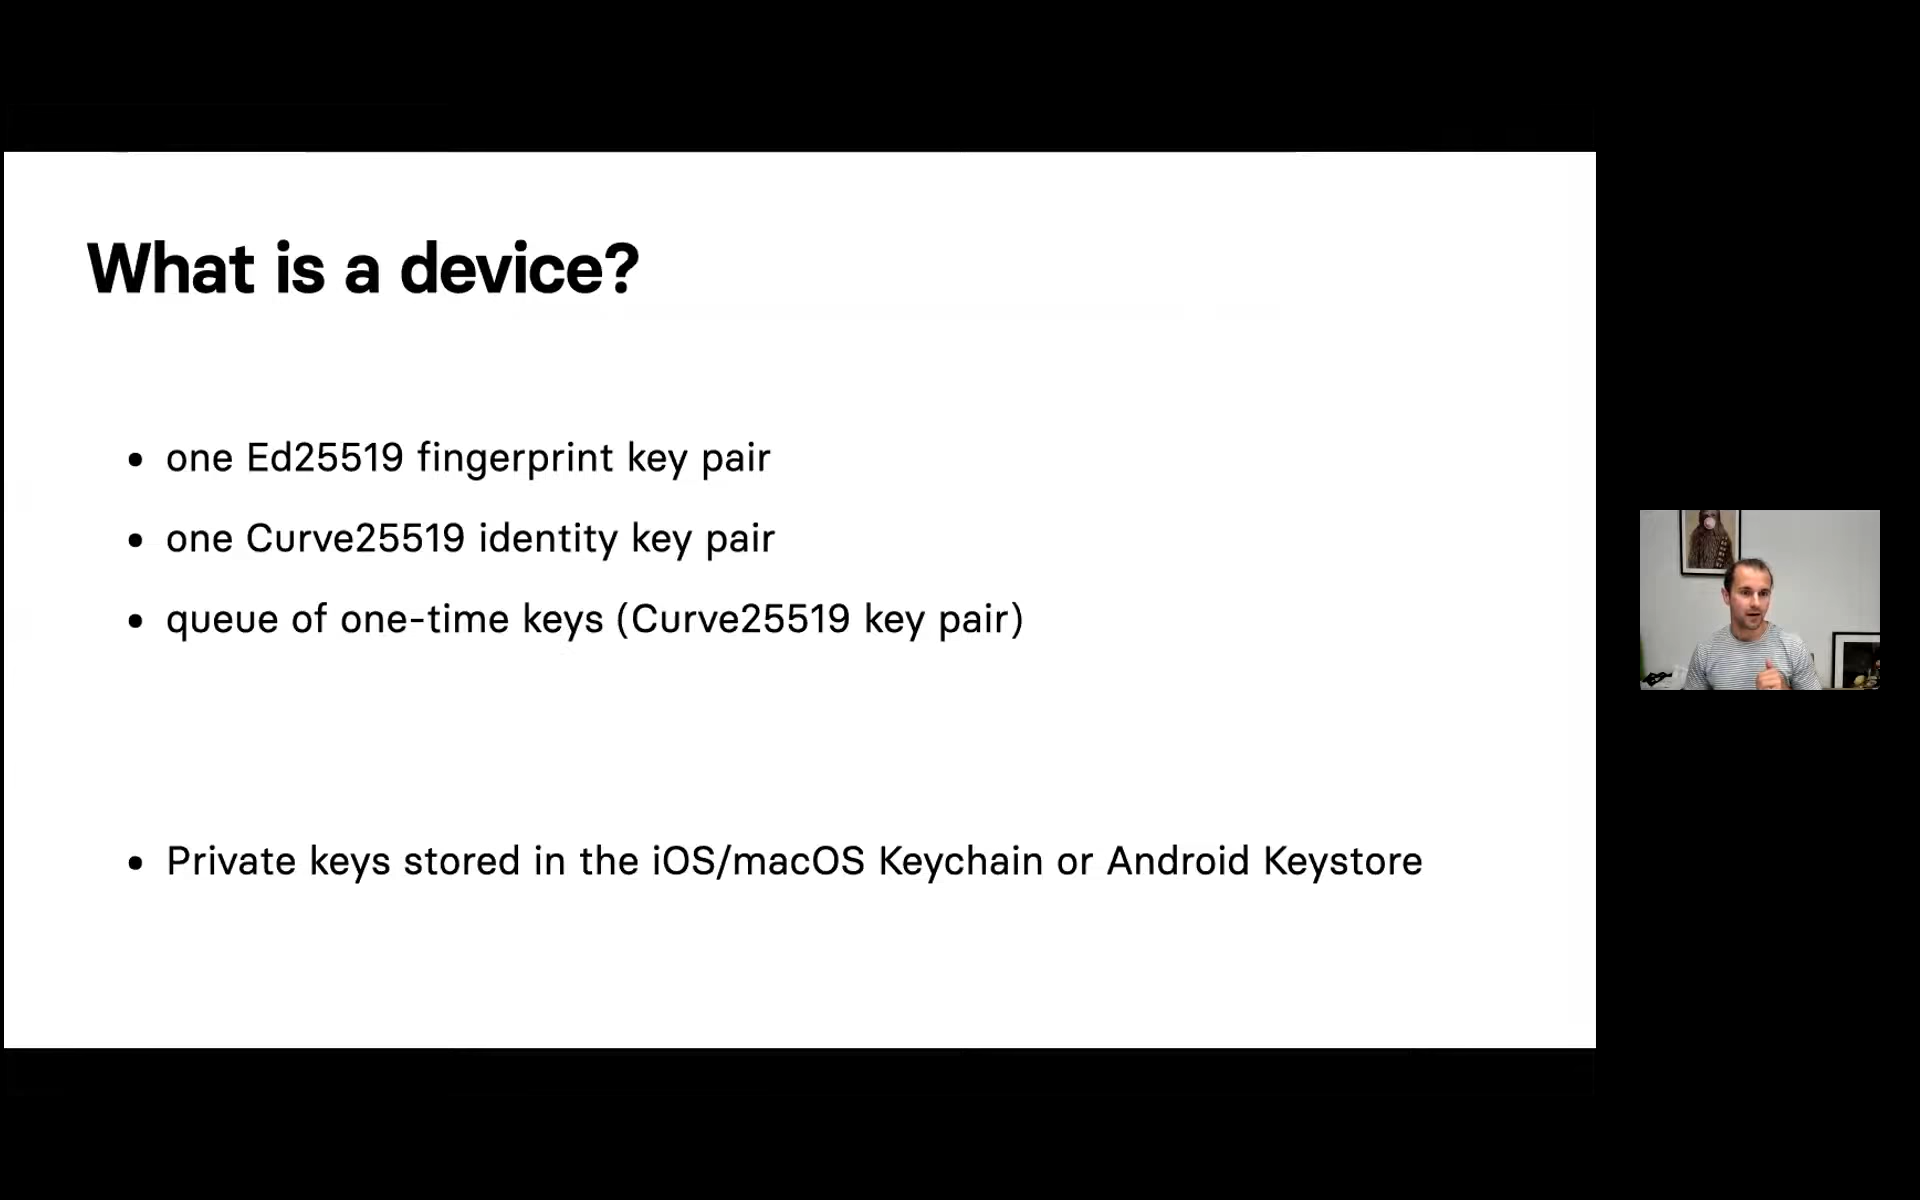 What is a device?
• one Ed25519 fingerprint key pair
• one Curve25519 identity key pair
• queue of one-time keys (Curve25519 key pair)
• Private keys stored in the iOS/macOS Keychain or Android Keystore